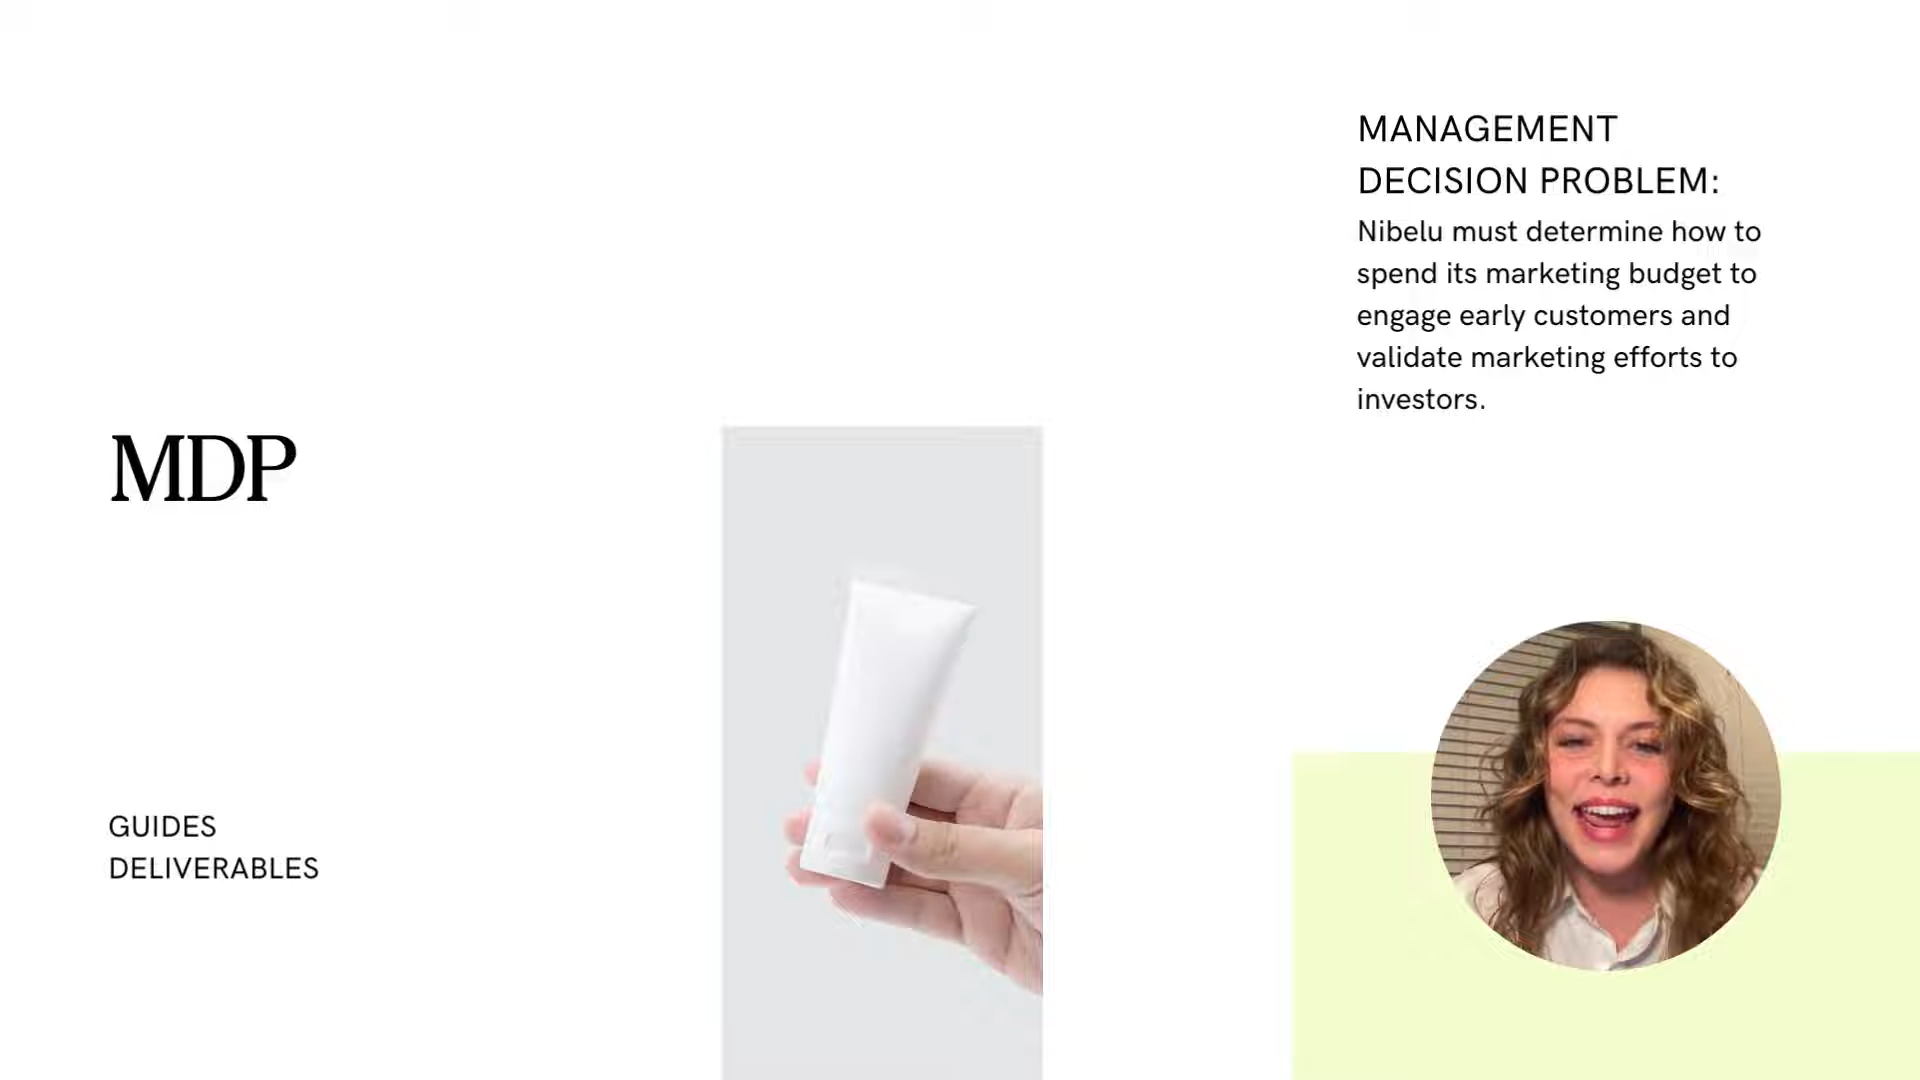 MDP
GUIDES
DELIVERABLES
MANAGEMENT
DECISION PROBLEM:
Nibelu must determine how to
spend its marketing budget to
engage early customers and
validate marketing efforts to
investors.